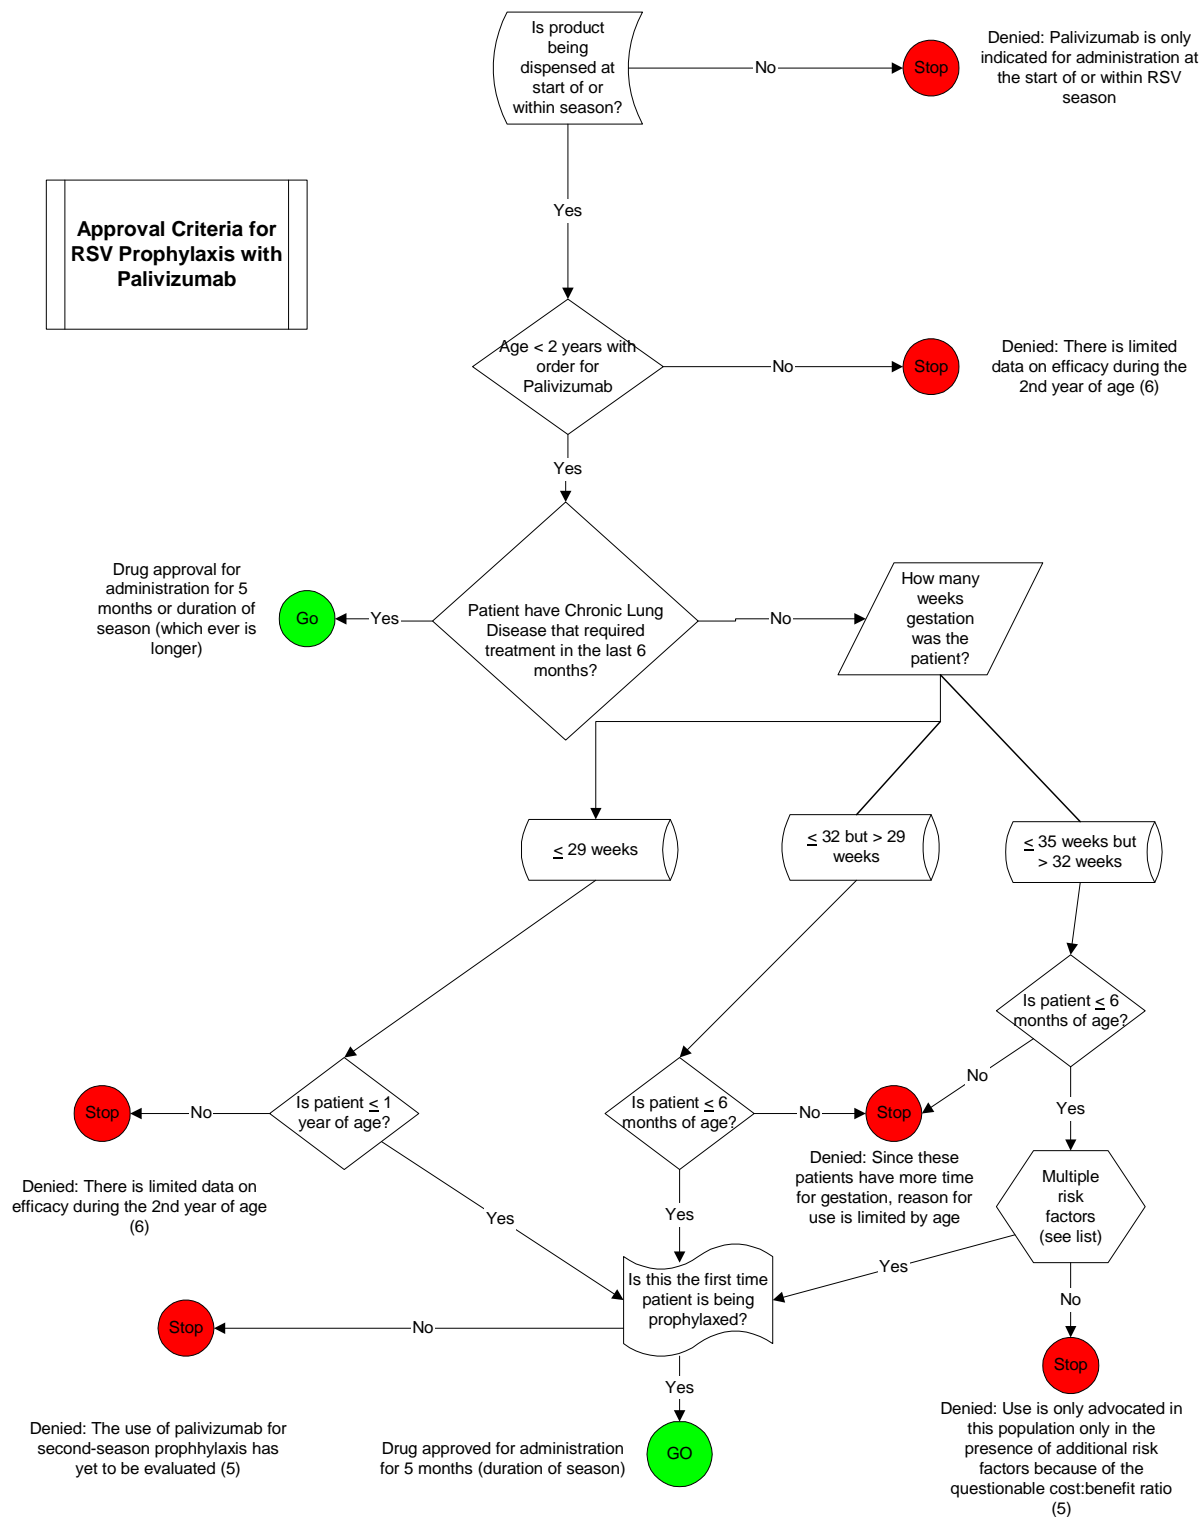 Is product
being
dispensed at
start of or
within season?
No
Stop
Denied: Palivizumab is only
indicated for administration at
the start of or within RSV
season
Yes
Approval Criteria for
RSV Prophylaxis with
Palivizumab
Age < 2 years with
order for
Palivizumab
No
Stop
Denied: There is limited
data on efficacy during the
2nd year of age (6)
Yes
Drug approval for
administration for 5
months or duration of
season (which ever is
longer)
Go
Yes
Patient have Chronic Lung
Disease that required
treatment in the last 6
months?
No
How many
weeks
gestation
was the
patient?
≤ 29 weeks
≤ 32 but > 29
weeks
≤ 35 weeks but
> 32 weeks
Is patient ≤ 6
months of age?
No
Yes
Stop
No
Is patient ≤ 1
year of age?
Is patient ≤ 6
months of age?
No
Stop
Denied: There is limited data on
efficacy during the 2nd year of age
(6)
Yes
Yes
Denied: Since these
patients have more time
for gestation, reason for
use is limited by age
Multiple
risk
factors
(see list)
Yes
No
Is this the first time
patient is being
prophylaxed?
Stop
No
Yes
Stop
Denied: The use of palivizumab for
second-season prophhylaxis has
yet to be evaluated (5)
Drug approved for administration
for 5 months (duration of season)
GO
Denied: Use is only advocated in
this population only in the
presence of additional risk
factors because of the
questionable cost:benefit ratio
(5)